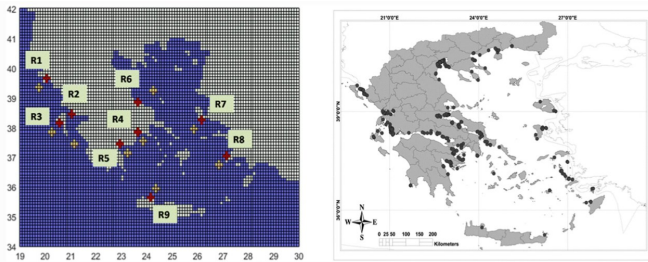 42
41
40
39
38
37
36
35
34
19 20 21 22 23 24 25 26 27 28 29 30
R1
R2
R3
R4
R5
R6
R7
R8
R9
21°0'0"E 24°0'0"E 27°0'0"E
N
W E
S
0 25 50 100 150 200
Kilometers